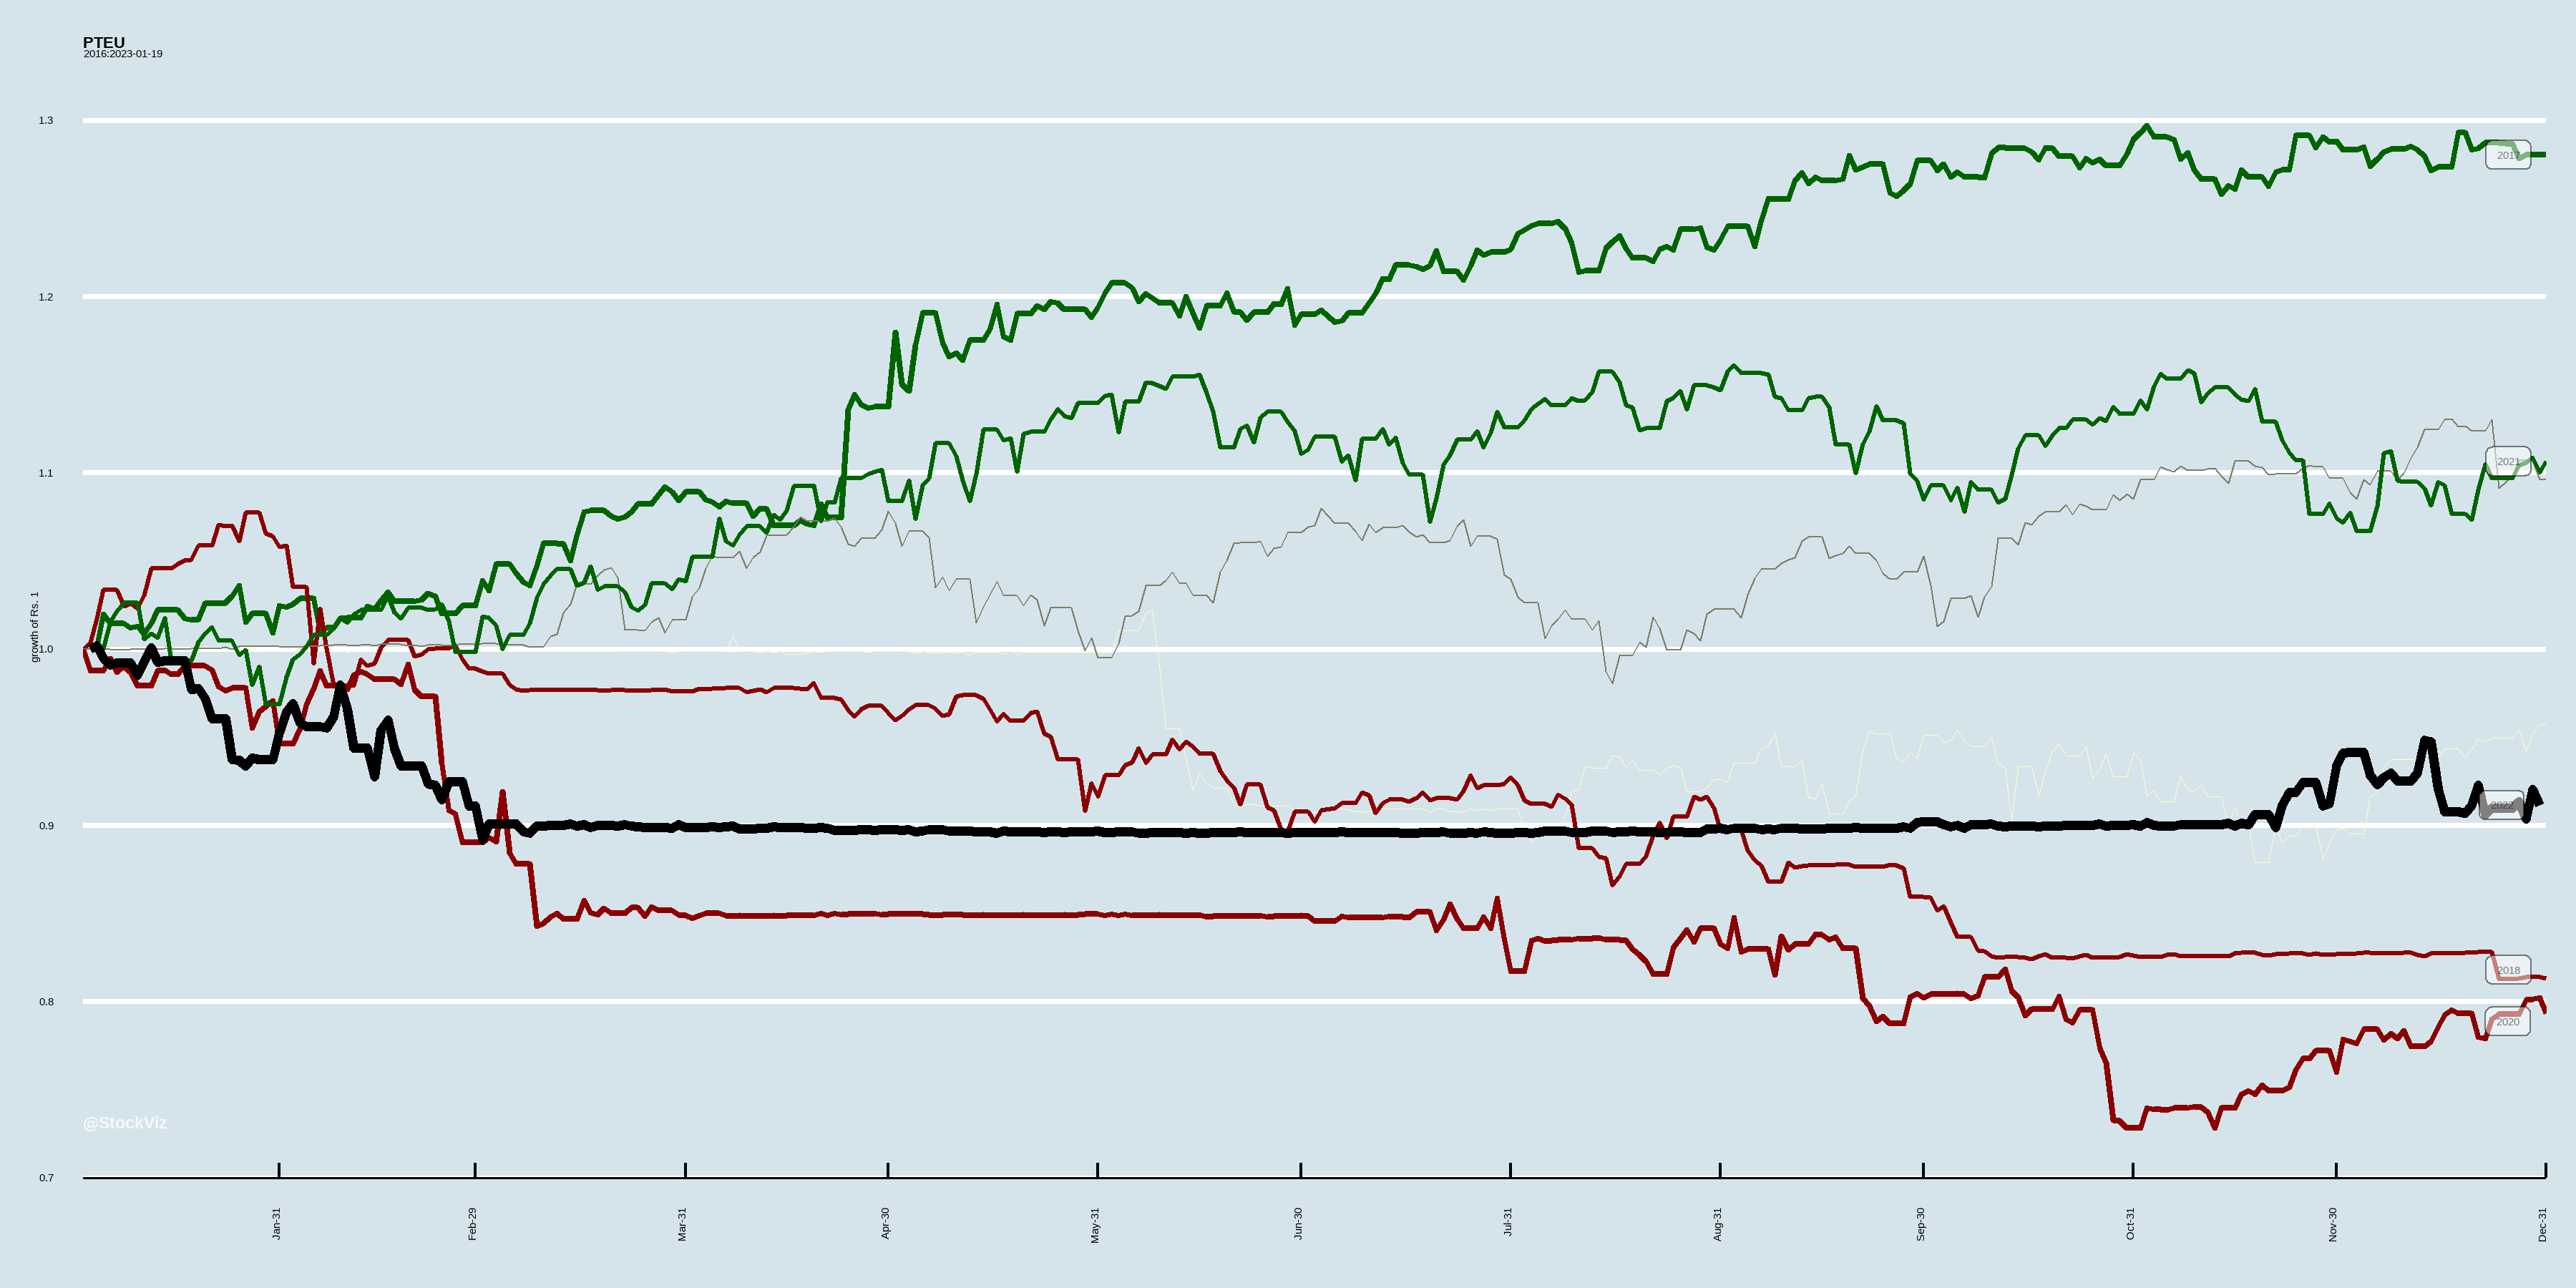 PTEU
2016:2023-01-19
1.3
1.2
1.1
1.0
0.9
0.8
0.7
growth of Rs. 1
2017
2021
2022
2018
2020
@StockViz
Jan-31
Feb-29
Mar-31
Apr-30
May-31
Jun-30
Jul-31
Aug-31
Sep-30
Oct-31
Nov-30
Dec-31